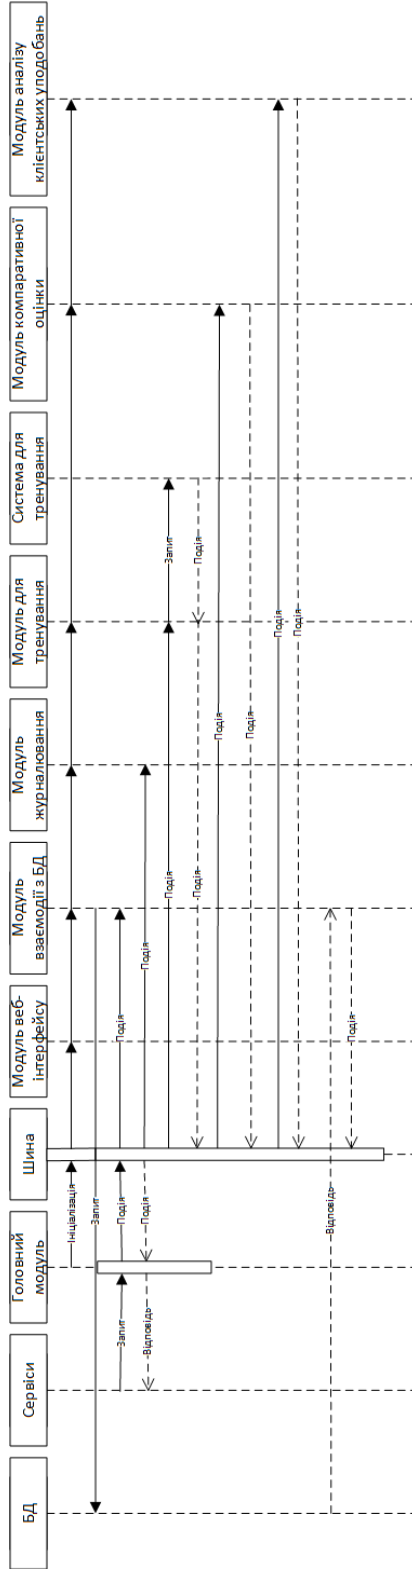 БД
Сервіси
Головний
модуль
Шина
Модуль веб-
інтерфейсу
Модуль
взаємодії з БД
Модуль
журналювання
Модуль для
тренування
Система для
тренування
Модуль компаративної
оцінки
Модуль аналізу
клієнтських уподобань
Ініціалізація
Запит
Запит
Подія
Подія
Відповідь
Подія
Подія
Подія
Запит
Подія
Подія
Подія
Подія
Подія
Подія
Відповідь
Подія